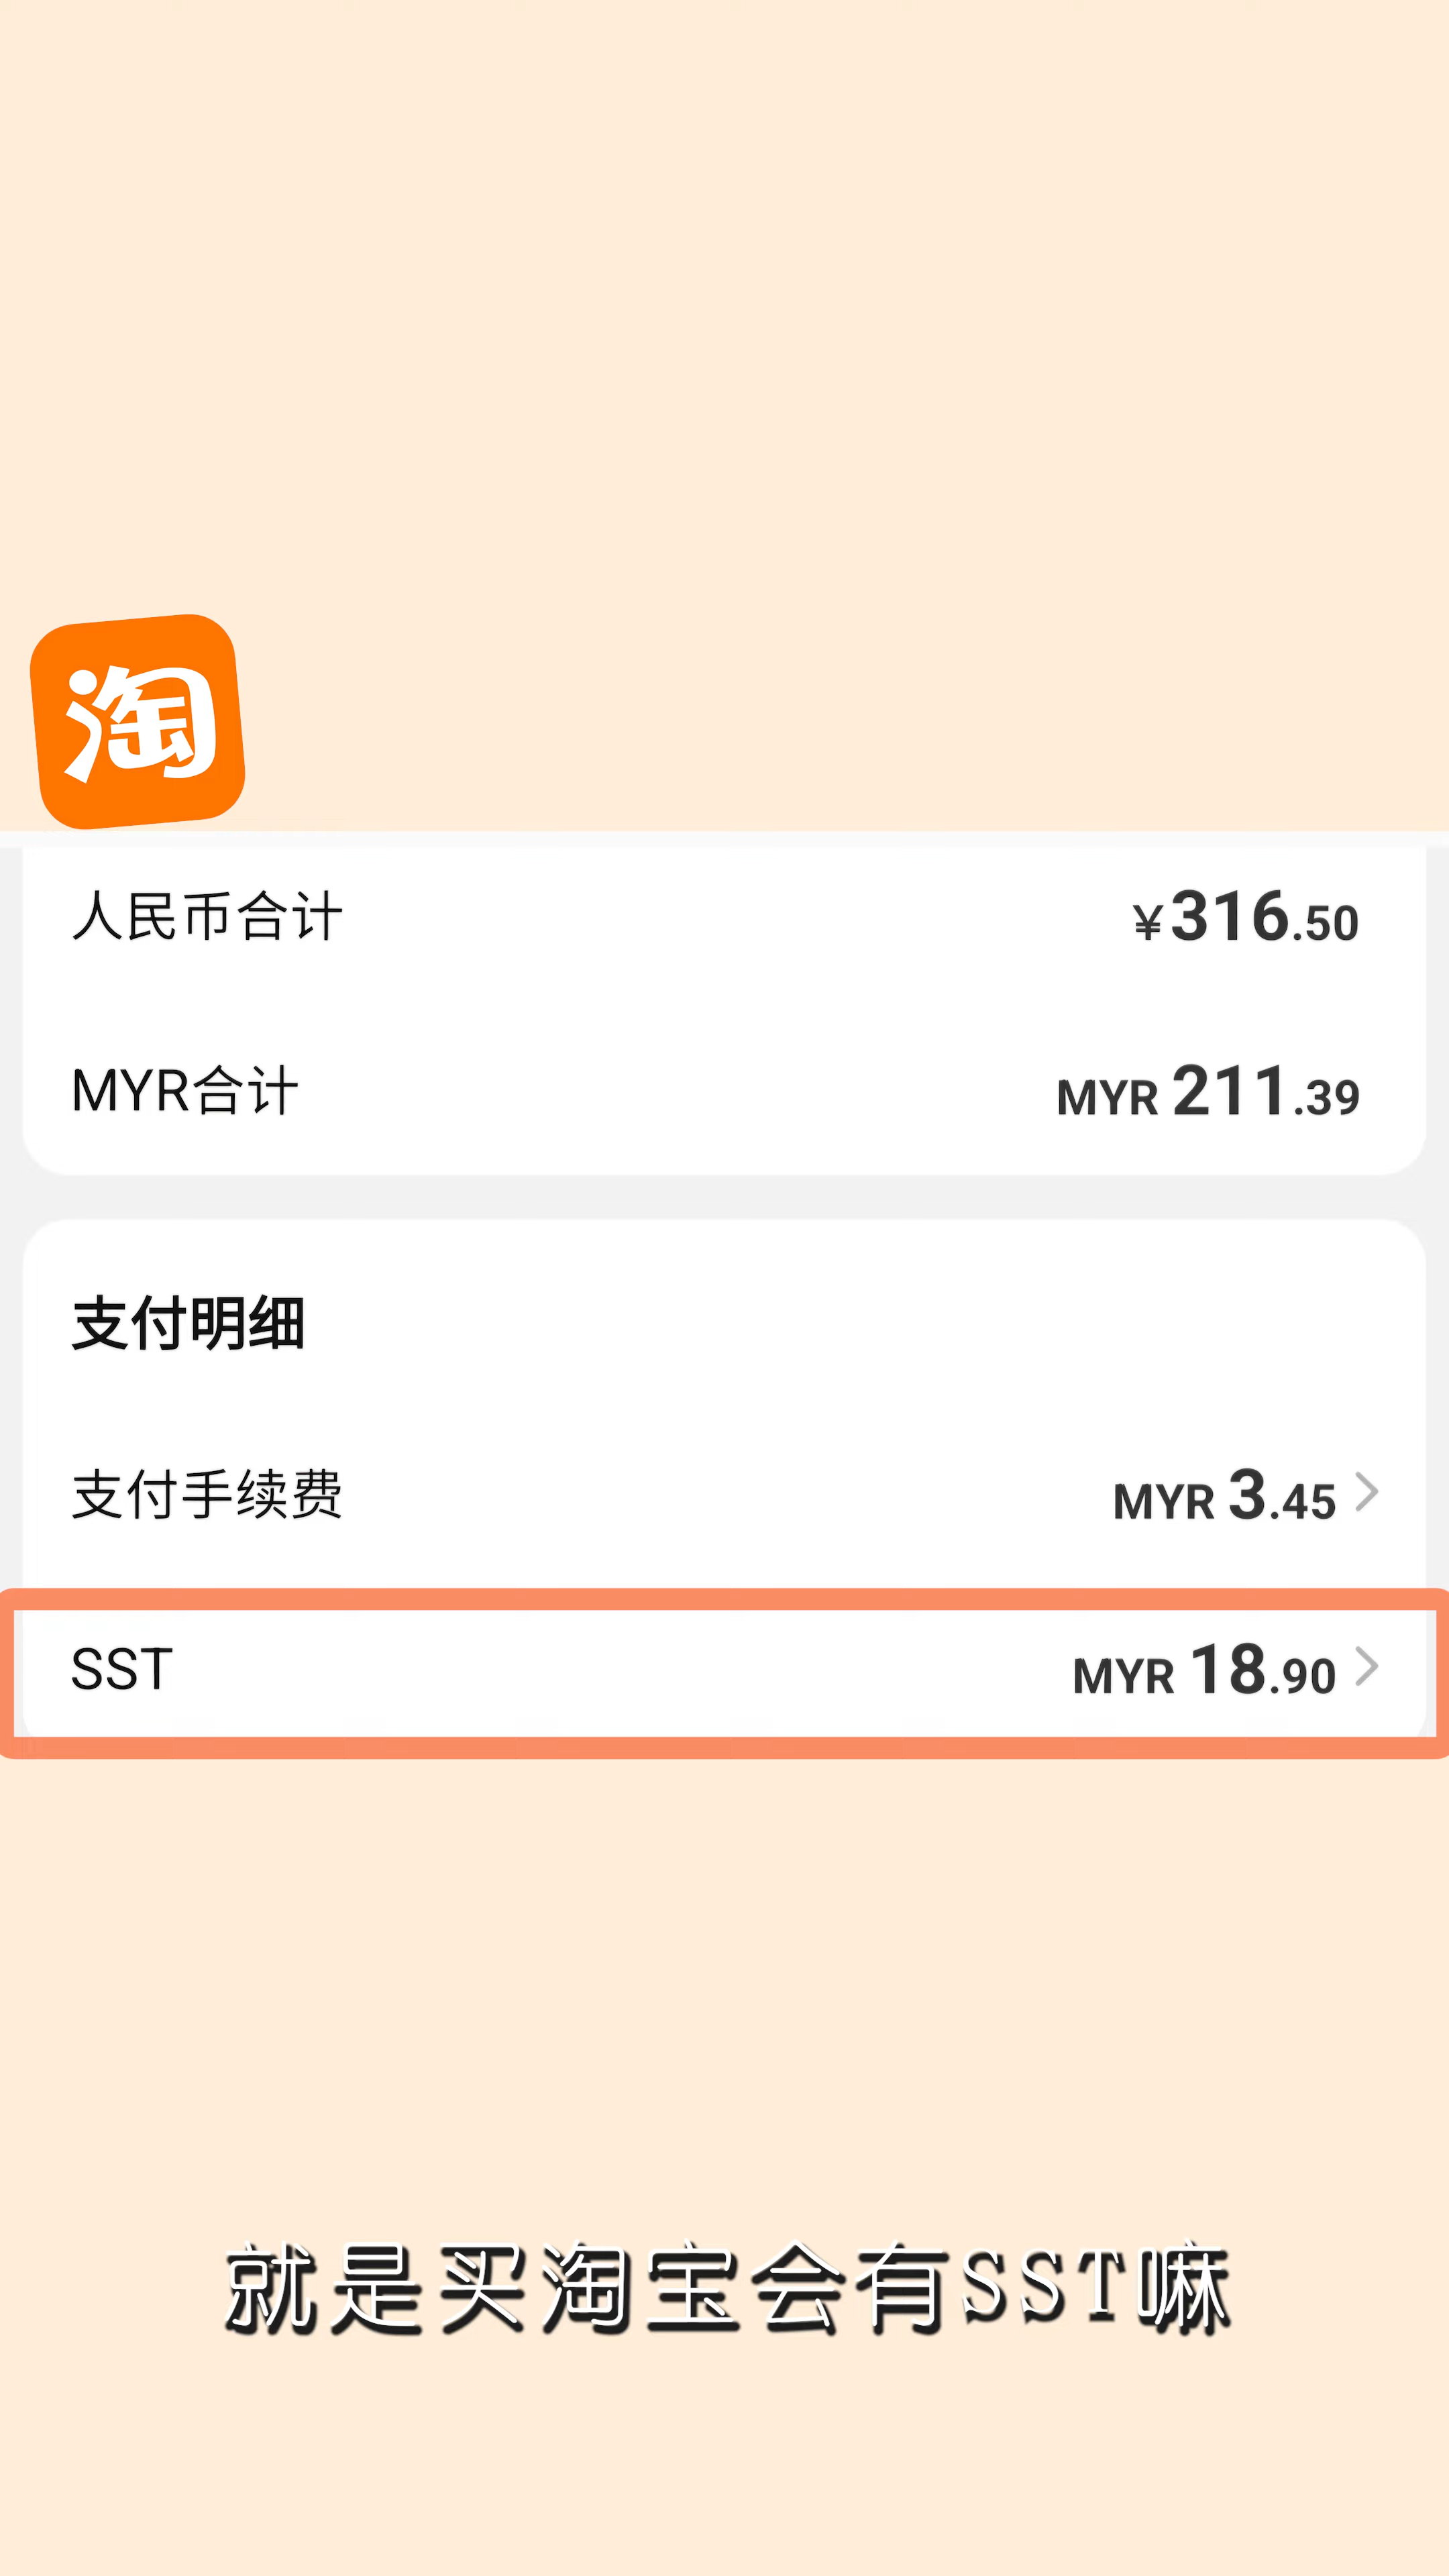 淘
人民币合计 ¥316.50
MYR合计 MYR 211.39
支付明细
支付手续费 MYR 3.45
SST MYR 18.90
就是买淘宝会有SST嘛